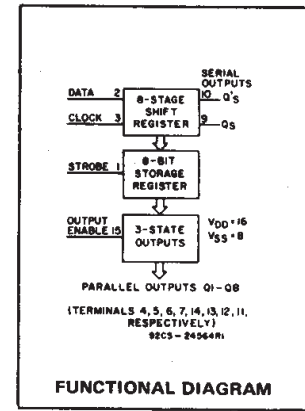 SERIAL
OUTPUTS
DATA 2
8-STAGE
SHIFT
REGISTER
10 Q'S
CLOCK 3
9 QS
STROBE 1
8-BIT
STORAGE
REGISTER
OUTPUT
ENABLE 15
3-STATE
OUTPUTS
VDD = 16
VSS = 8
PARALLEL OUTPUTS Q1-Q8
(TERMINALS 4, 5, 6, 7, 14, 13, 12, 11,
RESPECTIVELY)
92CS-24564R1
FUNCTIONAL DIAGRAM